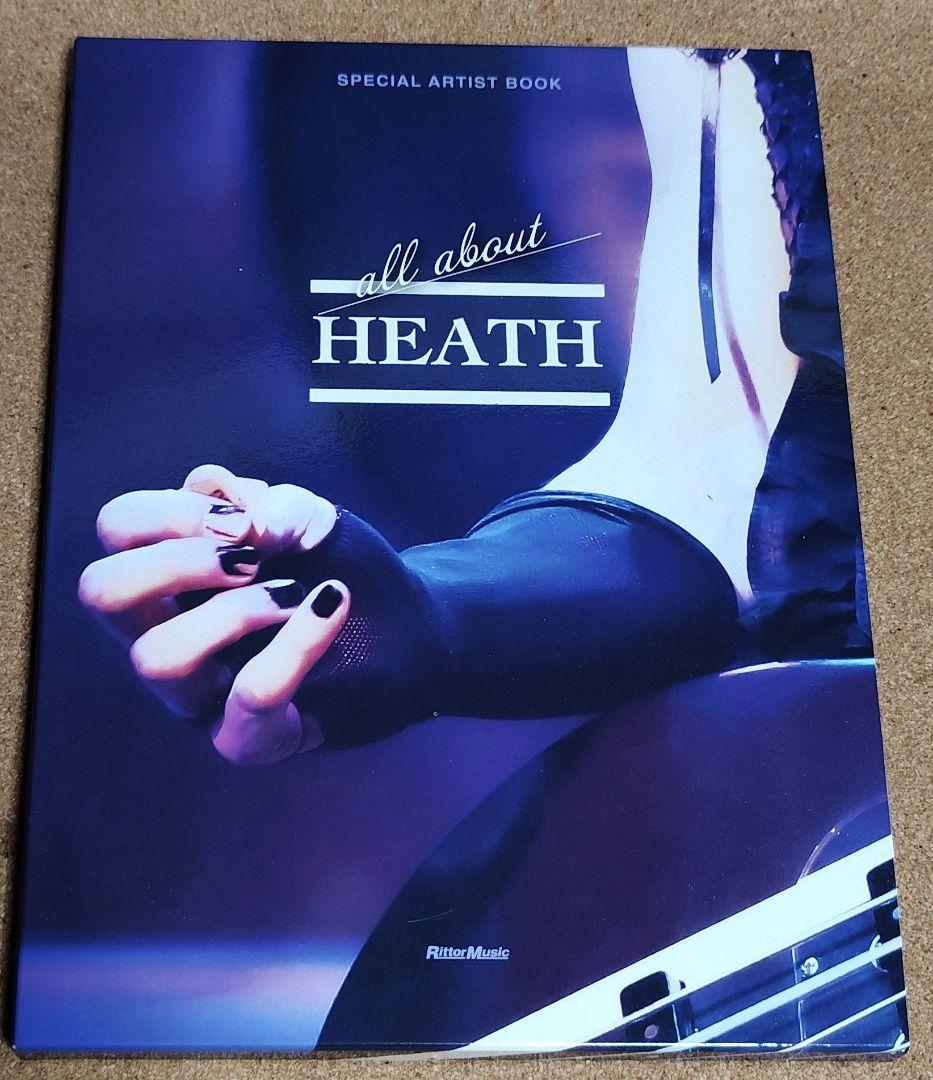 SPECIAL ARTIST BOOK
all about
HEATH
RittorMusic